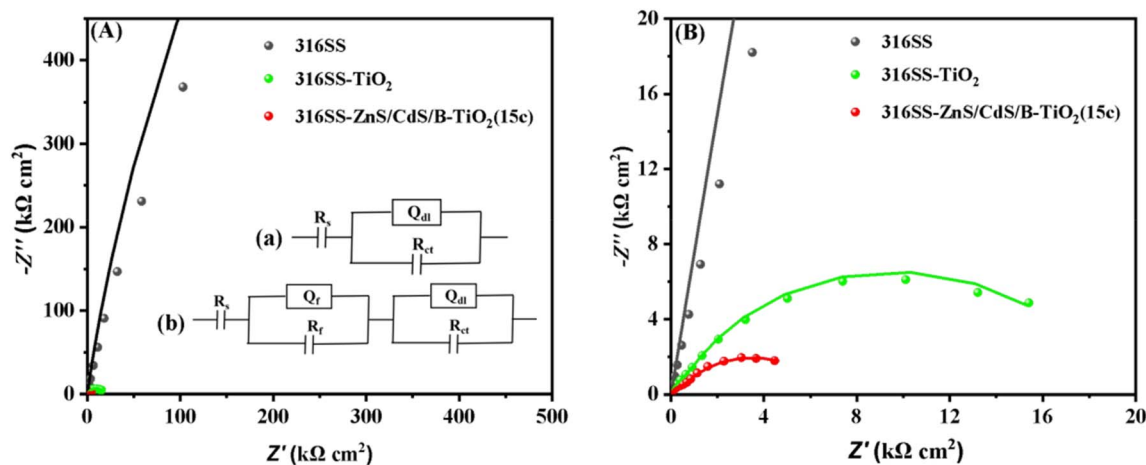 (A)
316SS
316SS-TiO₂
316SS-ZnS/CdS/B-TiO₂(15c)
-Z'' (kΩ cm²)
400
300
200
100
0
0 100 200 300 400 500
Z' (kΩ cm²)
(a)
Rs
Qdl
Rct
(b)
Rs
Qf
Rf
Qdl
Rct
(B)
316SS
316SS-TiO₂
316SS-ZnS/CdS/B-TiO₂(15c)
-Z'' (kΩ cm²)
20
16
12
8
4
0
0 4 8 12 16 20
Z' (kΩ cm²)